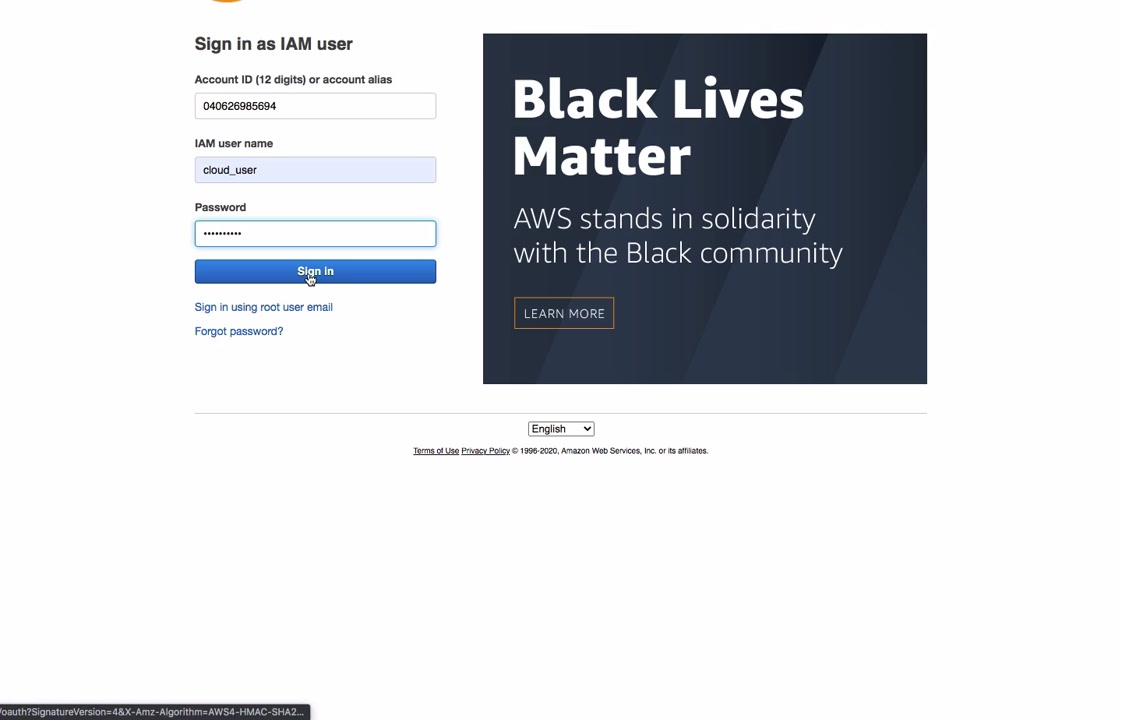 Sign in as IAM user
Account ID (12 digits) or account alias
040626985694
IAM user name
cloud_user
Password
••••••••••
Sign in
Sign in using root user email
Forgot password?
Black Lives
Matter
AWS stands in solidarity
with the Black community
LEARN MORE
English
Terms of Use Privacy Policy © 1996-2020, Amazon Web Services, Inc. or its affiliates.
/oauth?SignatureVersion=4&X-Amz-Algorithm=AWS4-HMAC-SHA2...